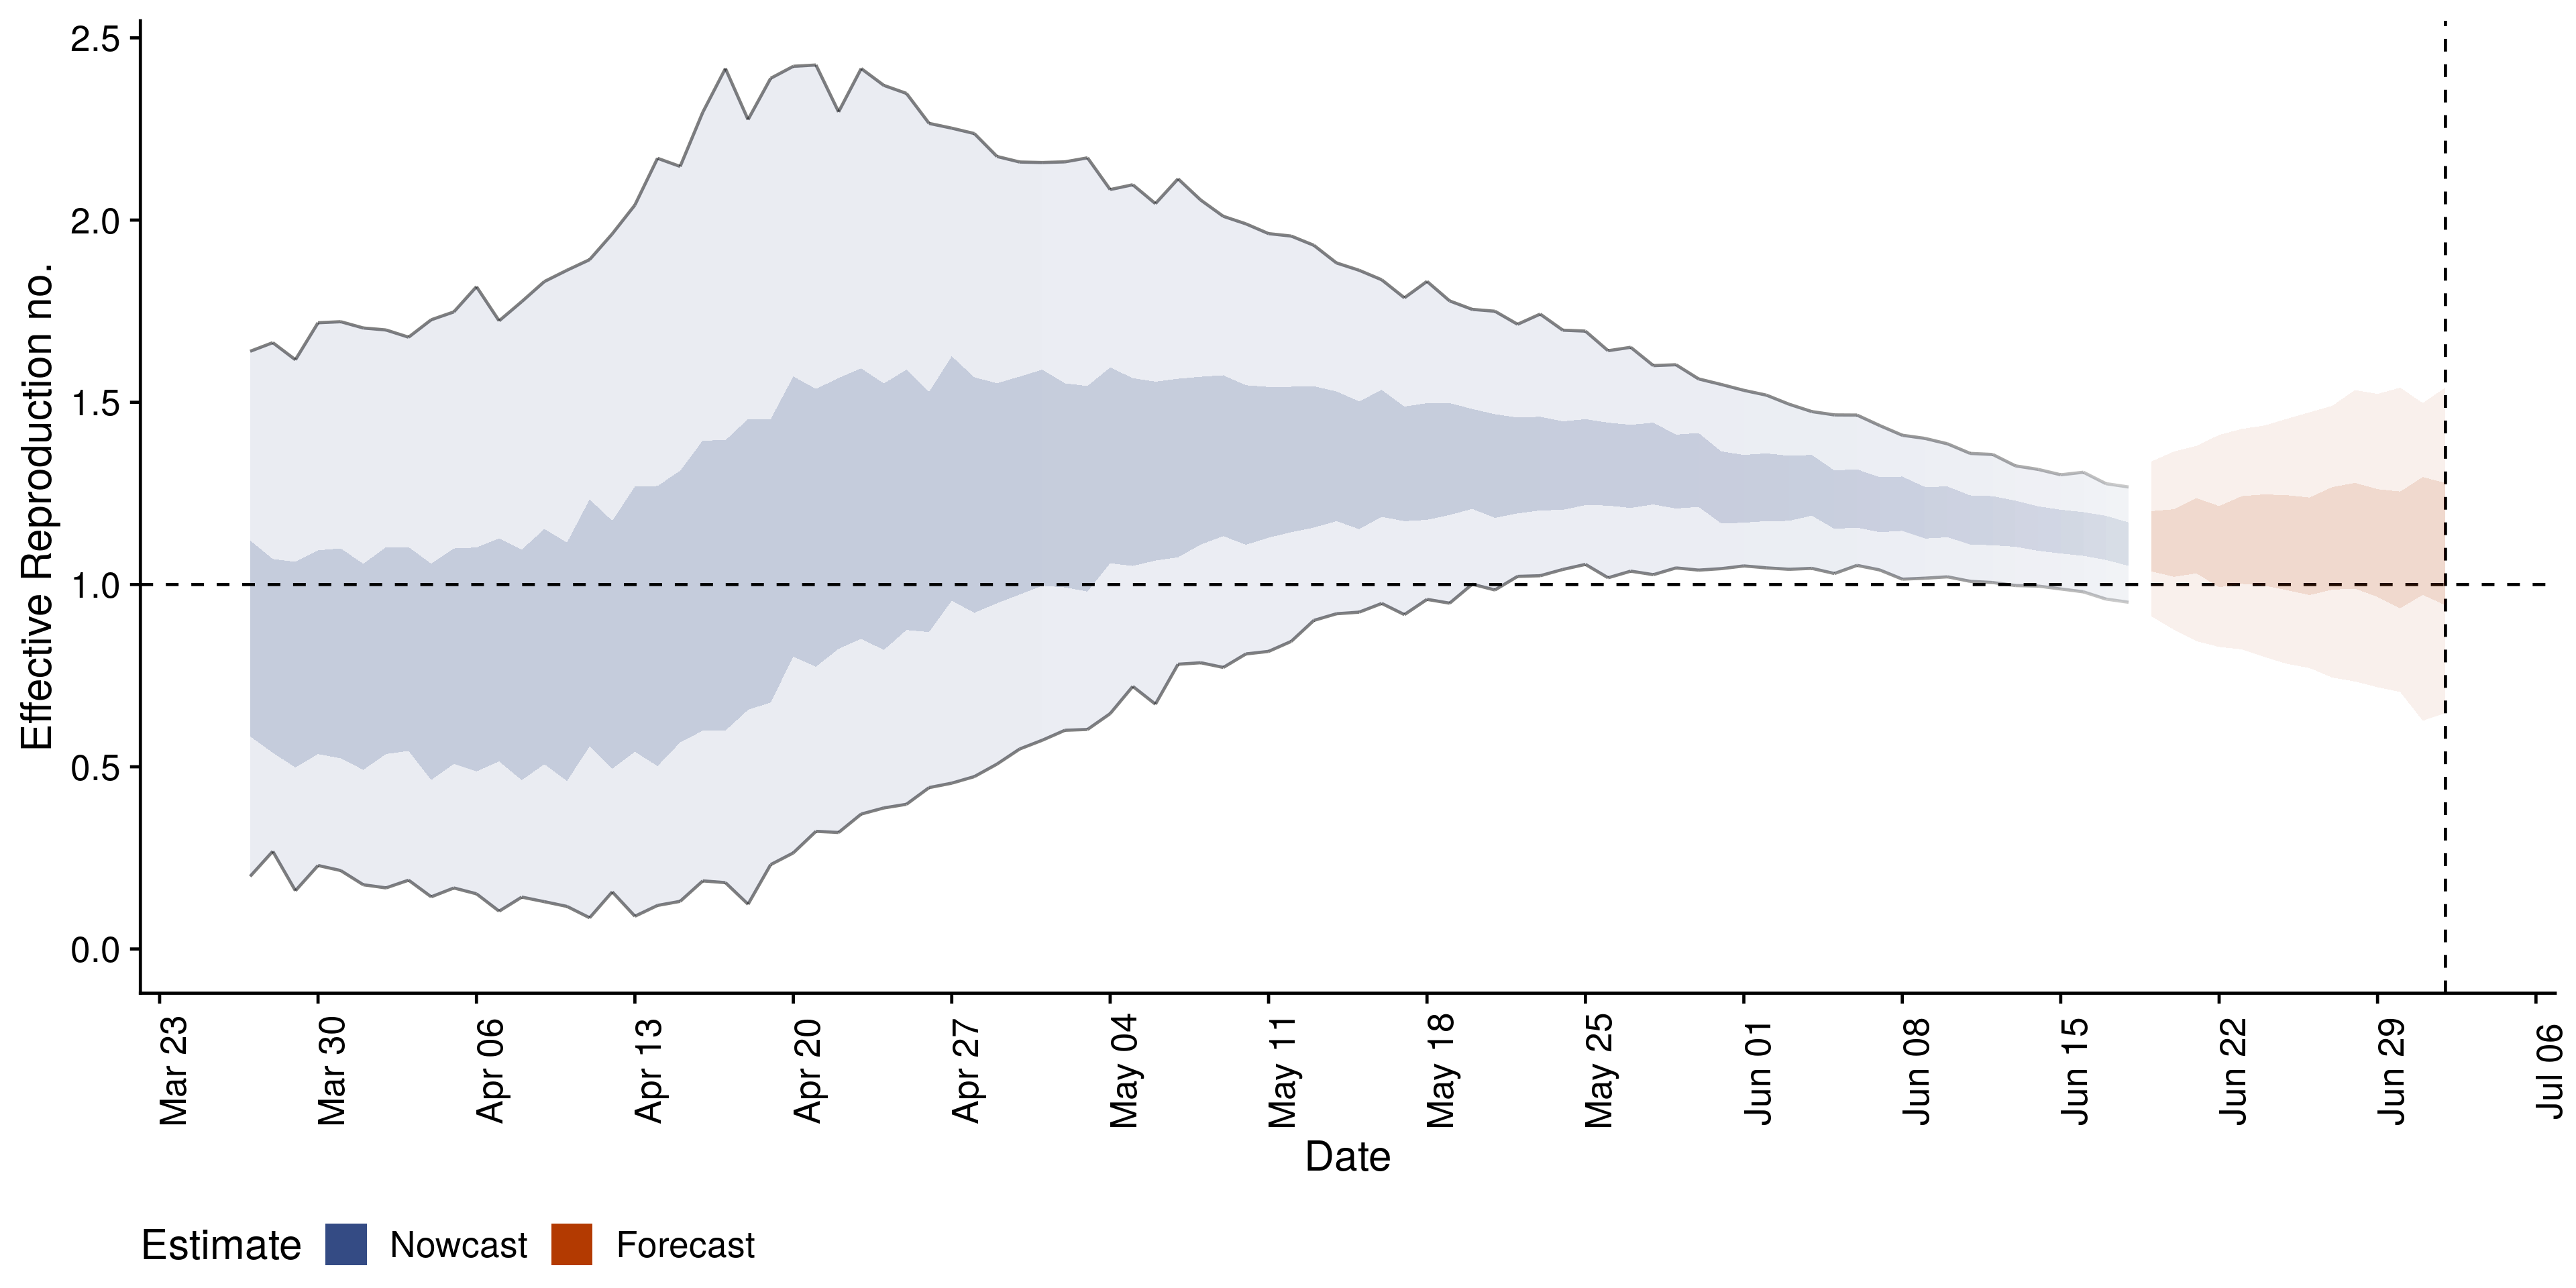 Effective Reproduction no.
2.5
2.0
1.5
1.0
0.5
0.0
Mar 23
Mar 30
Apr 06
Apr 13
Apr 20
Apr 27
May 04
May 11
May 18
May 25
Jun 01
Jun 08
Jun 15
Jun 22
Jun 29
Jul 06
Date
Estimate Nowcast Forecast